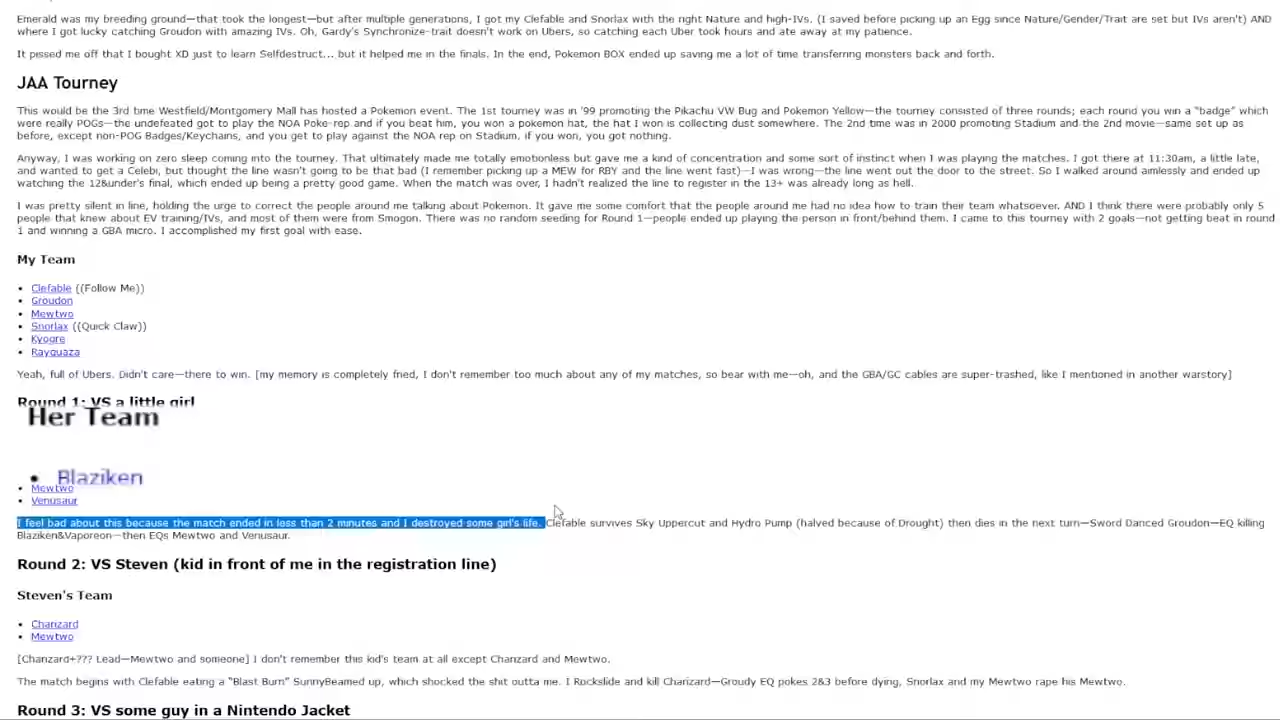 Emerald was my breeding ground—that took the longest—but after multiple generations, I got my Clefable and Snorlax with the right Nature and high-IVs. (I saved before picking up an Egg since Nature/Gender/Trait are set but IVs aren't) AND
where I got lucky catching Groudon with amazing IVs. Oh, Gardy's Synchronize-trait doesn't work on Ubers, so catching each Uber took hours and ate away at my patience.
It pissed me off that I bought XD just to learn Selfdestruct... but it helped me in the finals. In the end, Pokemon BOX ended up saving me a lot of time transferring monsters back and forth.
JAA Tourney
This would be the 3rd time Westfield/Montgomery Mall has hosted a Pokemon event. The 1st tourney was in '99 promoting the Pikachu VW Bug and Pokemon Yellow—the tourney consisted of three rounds; each round you win a "badge" which
were really POGs—the undefeated got to play the NOA Poke-rop and if you beat him, you won a pokemon hat, the hat I won is collecting dust somewhere. The 2nd time was in 2000 promoting Stadium and the 2nd movie—same set up as
before, except non-POG Badges/Keychains, and you get to play against the NOA rep on Stadium, if you won, you got nothing.
Anyway, I was working on zero sleep coming into the tourney. That ultimately made me totally emotionless but gave me a kind of concentration and some sort of instinct when I was playing the matches. I got there at 11:30am, a little late,
and wanted to get a Celebi, but thought the line wasn't going to be that bad (I remember picking up a MEW for RBY and the line went fast)—I was wrong—the line went out the door to the street. So I walked around aimlessly and ended up
watching the 12&under's final, which ended up being a pretty good game. When the match was over, I hadn't realized the line to register in the 13+ was already long as hell.
I was pretty silent in line, holding the urge to correct the people around me talking about Pokemon. It gave me some comfort that the people around me had no idea how to train their team whatsoever. AND I think there were probably only 5
people that knew about EV training/IVs, and most of them were from Smogon. There was no random seeding for Round 1—people ended up playing the person in front/behind them. I came to this tourney with 2 goals—not getting beat in round
1 and winning a GBA micro. I accomplished my first goal with ease.
My Team
• Clefable ((Follow Me))
• Groudon
• Mewtwo
• Snorlax ((Quick Claw))
• Kyogre
• Rayquaza
Yeah, full of Ubers. Didn't care—there to win. [my memory is completely fried, I don't remember too much about any of my matches, so bear with me—oh, and the GBA/GC cables are super-trashed, like I mentioned in another warstory]
Round 1: VS a little girl
Her Team
• Blaziken
• Mewtwo
• Venusaur
I feel bad about this because the match ended in less than 2 minutes and I destroyed some girl's life. Clefable survives Sky Uppercut and Hydro Pump (halved because of Drought) then dies in the next turn—Sword Danced Groudon—EQ killing
Blaziken&Vaporeon—then EQs Mewtwo and Venusaur.
Round 2: VS Steven (kid in front of me in the registration line)
Steven's Team
• Charizard
• Mewtwo
[Charizard+??? Lead—Mewtwo and someone] I don't remember this kid's team at all except Charizard and Mewtwo.
The match begins with Clefable eating a "Blast Burn" SunnyBeamed up, which shocked the shit outta me. I Rockslide and kill Charizard—Groudy EQ pokes 2&3 before dying, Snorlax and my Mewtwo rape his Mewtwo.
Round 3: VS some guy in a Nintendo Jacket